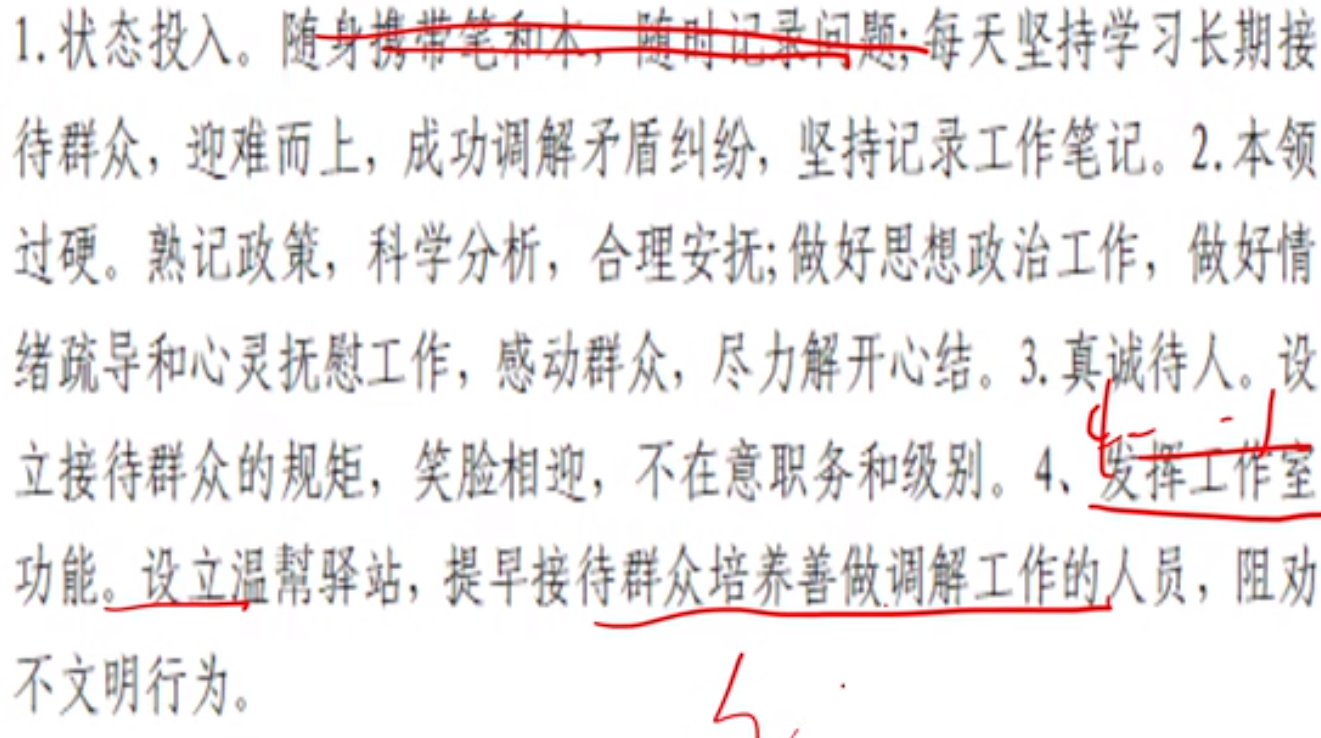 1.状态投入。随身携带笔和本，随时记录问题;每天坚持学习长期接
待群众，迎难而上，成功调解矛盾纠纷，坚持记录工作笔记。2.本领
过硬。熟记政策，科学分析，合理安抚;做好思想政治工作，做好情
绪疏导和心灵抚慰工作，感动群众，尽力解开心结。3.真诚待人。设
立接待群众的规矩，笑脸相迎，不在意职务和级别。4、发挥工作室
功能。设立温幫驿站，提早接待群众培养善做调解工作的人员，阻劝
不文明行为。